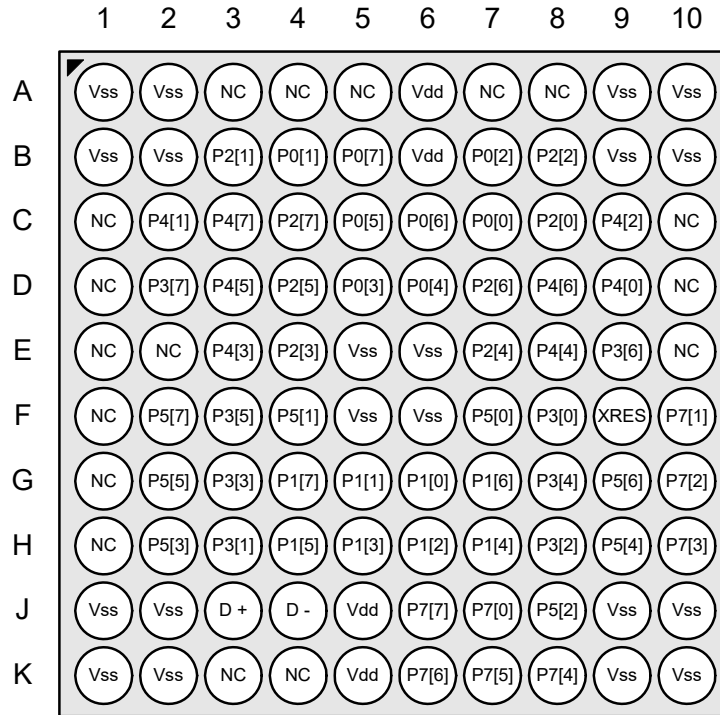 1 2 3 4 5 6 7 8 9 10
A Vss Vss NC NC NC Vdd NC NC Vss Vss
B Vss Vss P2[1] P0[1] P0[7] Vdd P0[2] P2[2] Vss Vss
C NC P4[1] P4[7] P2[7] P0[5] P0[6] P0[0] P2[0] P4[2] NC
D NC P3[7] P4[5] P2[5] P0[3] P0[4] P2[6] P4[6] P4[0] NC
E NC NC P4[3] P2[3] Vss Vss P2[4] P4[4] P3[6] NC
F NC P5[7] P3[5] P5[1] Vss Vss P5[0] P3[0] XRES P7[1]
G NC P5[5] P3[3] P1[7] P1[1] P1[0] P1[6] P3[4] P5[6] P7[2]
H NC P5[3] P3[1] P1[5] P1[3] P1[2] P1[4] P3[2] P5[4] P7[3]
J Vss Vss D + D - Vdd P7[7] P7[0] P5[2] Vss Vss
K Vss Vss NC NC Vdd P7[6] P7[5] P7[4] Vss Vss